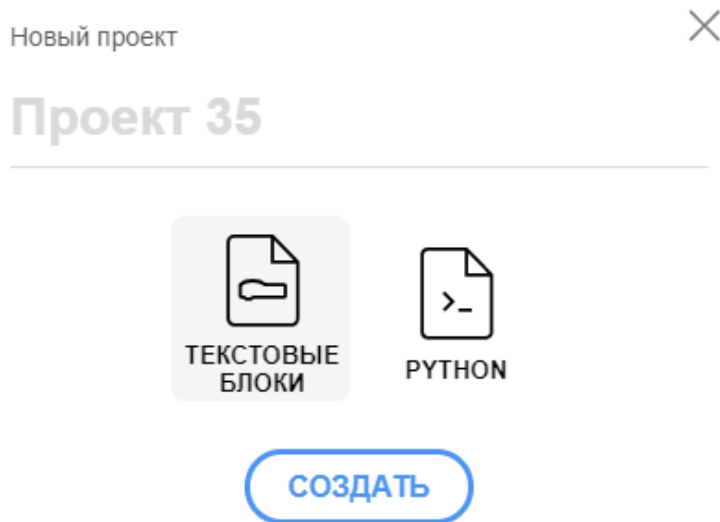 Новый проект
Проект 35
ТЕКСТОВЫЕ
БЛОКИ
PYTHON
СОЗДАТЬ